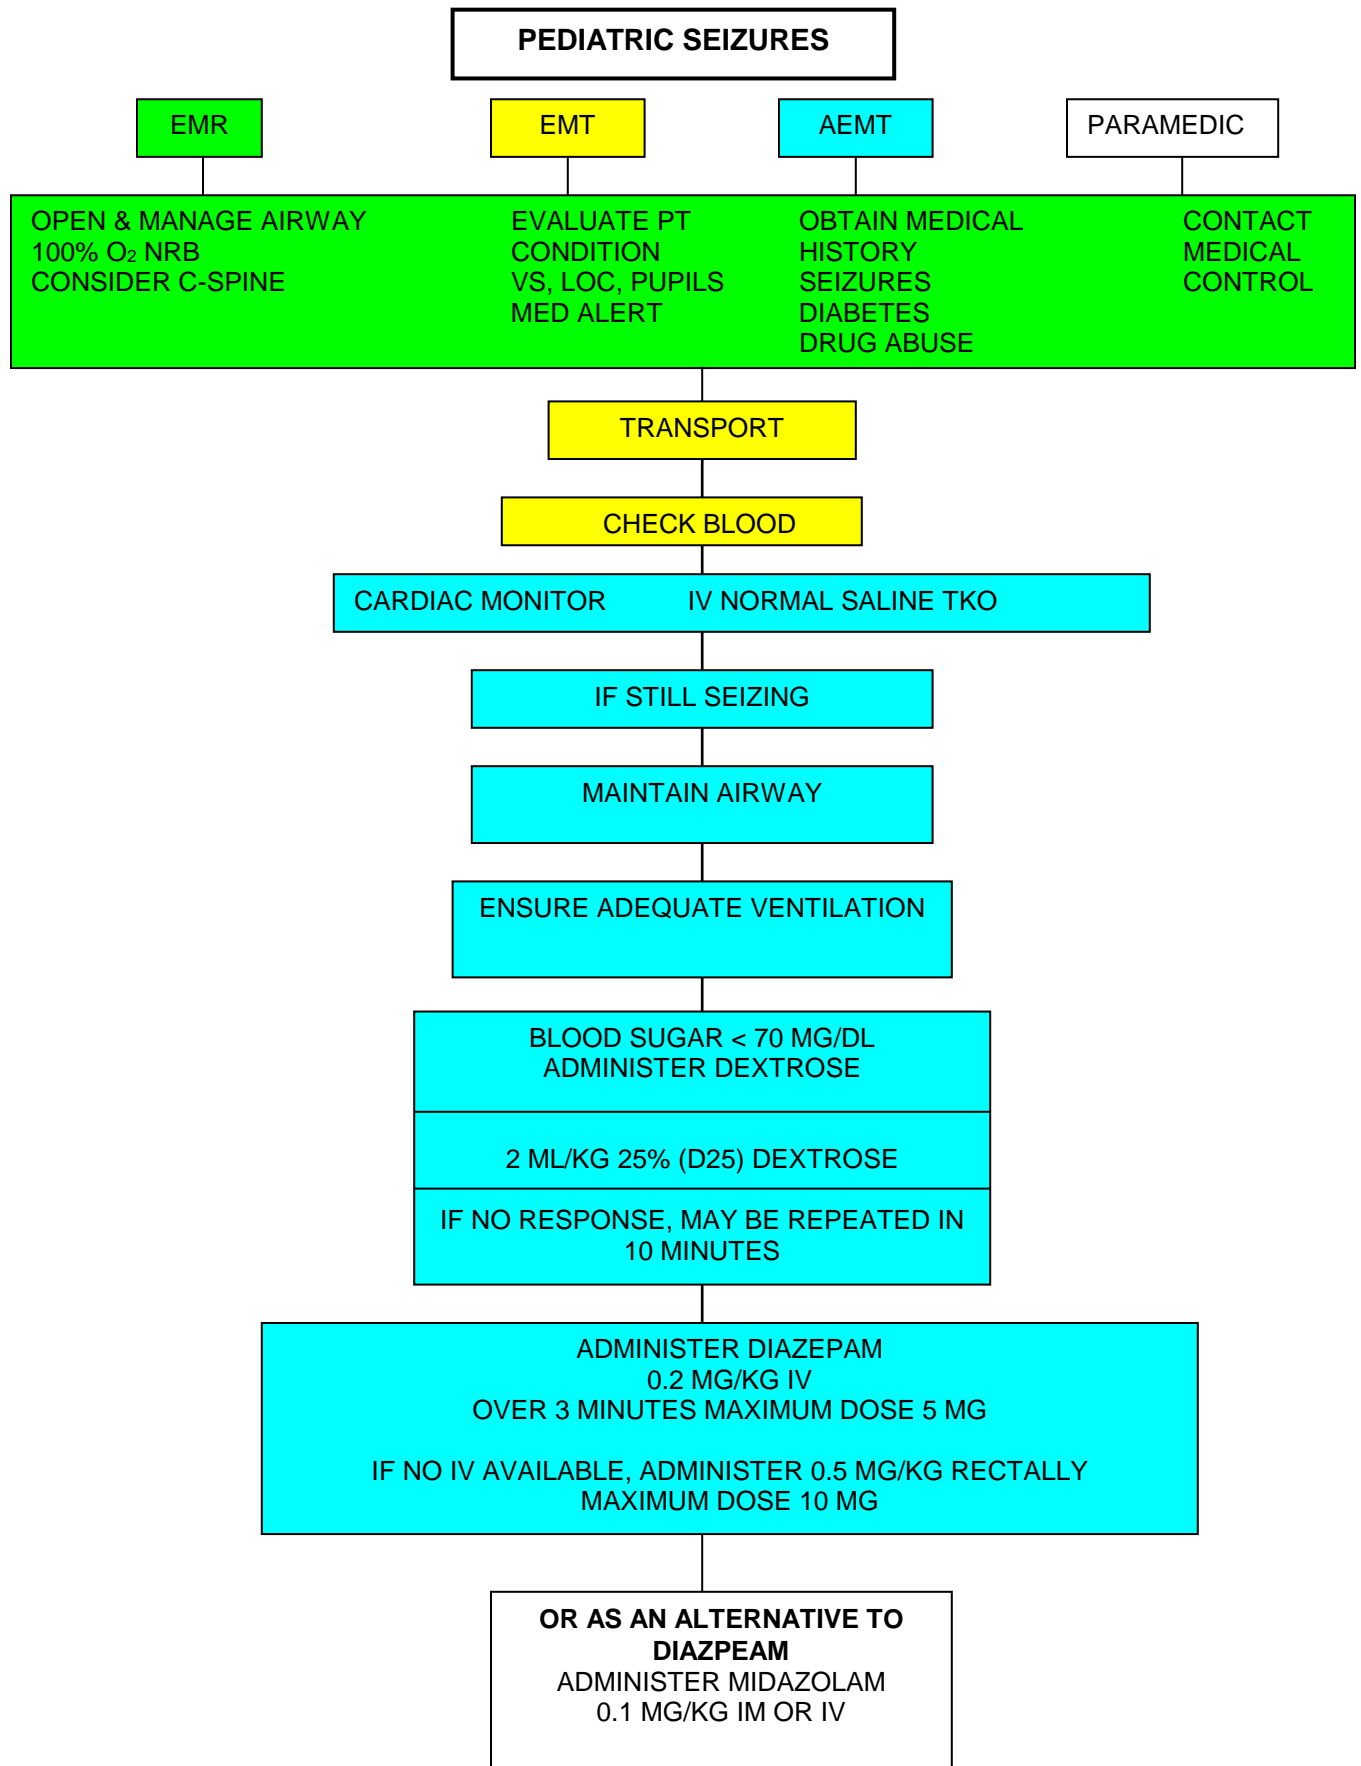 PEDIATRIC SEIZURES
EMR
EMT
AEMT
PARAMEDIC
OPEN & MANAGE AIRWAY
100% O₂ NRB
CONSIDER C-SPINE
EVALUATE PT
CONDITION
VS, LOC, PUPILS
MED ALERT
OBTAIN MEDICAL
HISTORY
SEIZURES
DIABETES
DRUG ABUSE
CONTACT
MEDICAL
CONTROL
TRANSPORT
CHECK BLOOD
CARDIAC MONITOR IV NORMAL SALINE TKO
IF STILL SEIZING
MAINTAIN AIRWAY
ENSURE ADEQUATE VENTILATION
BLOOD SUGAR < 70 MG/DL
ADMINISTER DEXTROSE
2 ML/KG 25% (D25) DEXTROSE
IF NO RESPONSE, MAY BE REPEATED IN
10 MINUTES
ADMINISTER DIAZEPAM
0.2 MG/KG IV
OVER 3 MINUTES MAXIMUM DOSE 5 MG
IF NO IV AVAILABLE, ADMINISTER 0.5 MG/KG RECTALLY
MAXIMUM DOSE 10 MG
OR AS AN ALTERNATIVE TO
DIAZPEAM
ADMINISTER MIDAZOLAM
0.1 MG/KG IM OR IV